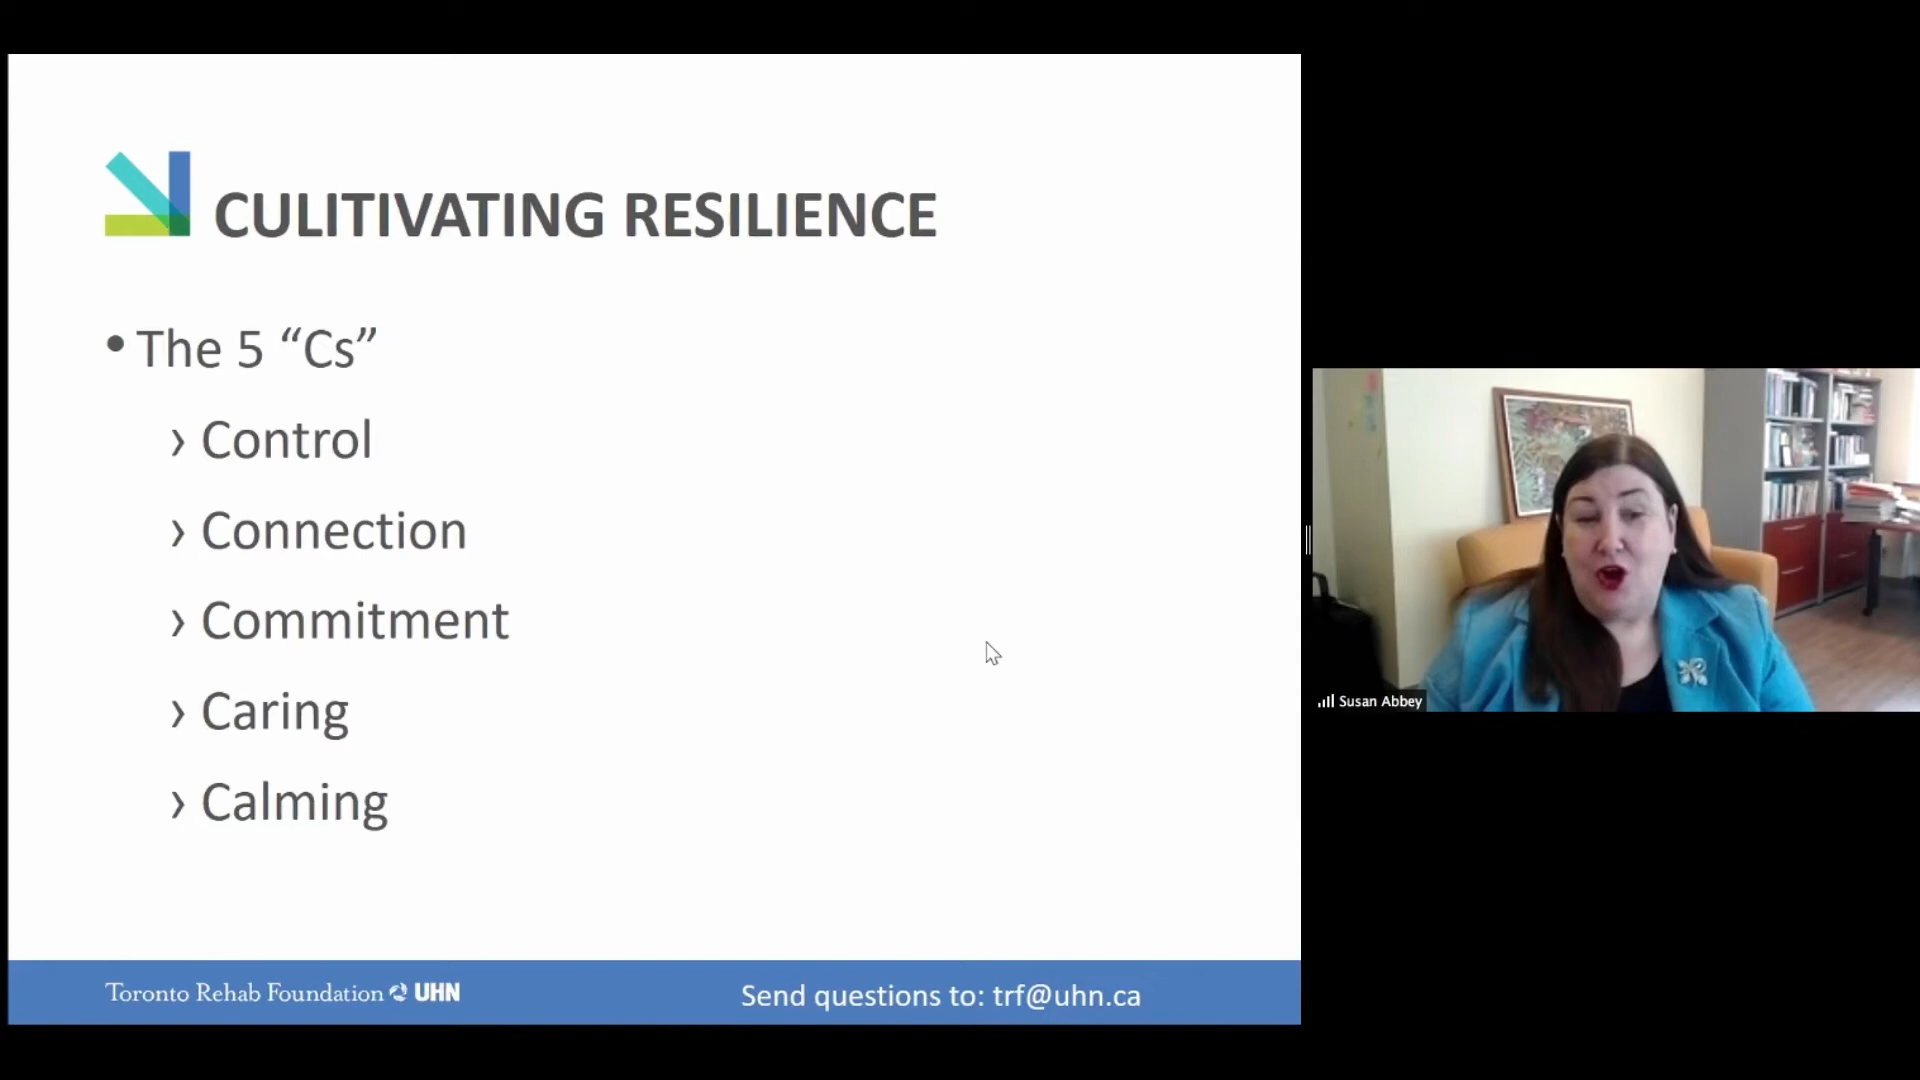 CULITIVATING RESILIENCE
• The 5 “Cs”
› Control
› Connection
› Commitment
› Caring
› Calming
Toronto Rehab Foundation UHN
Send questions to: trf@uhn.ca
Susan Abbey